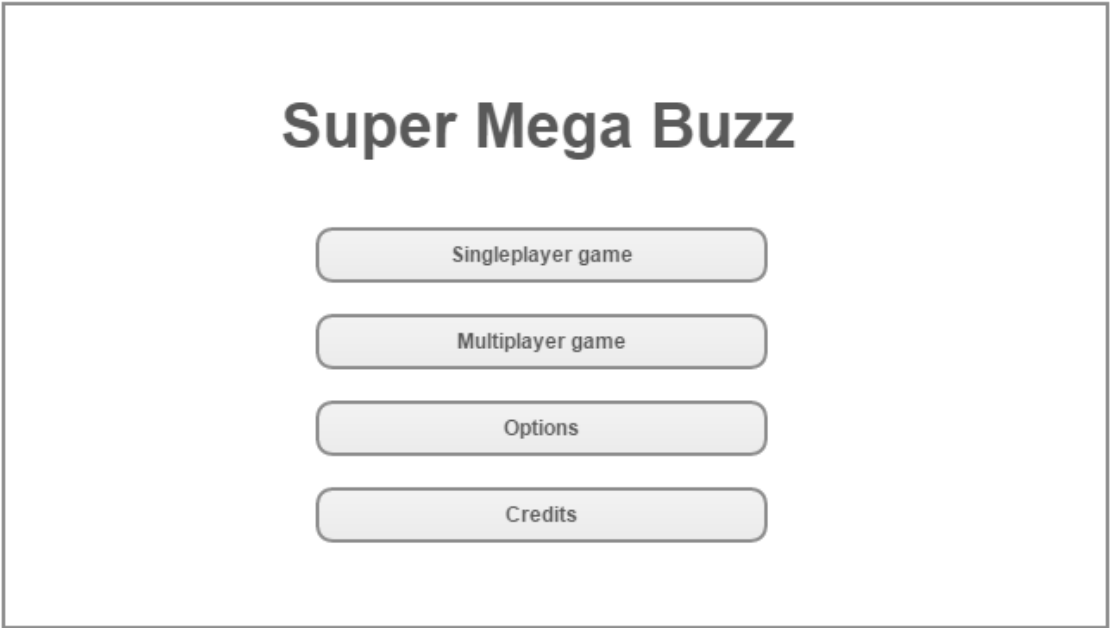 Super Mega Buzz
Singleplayer game
Multiplayer game
Options
Credits